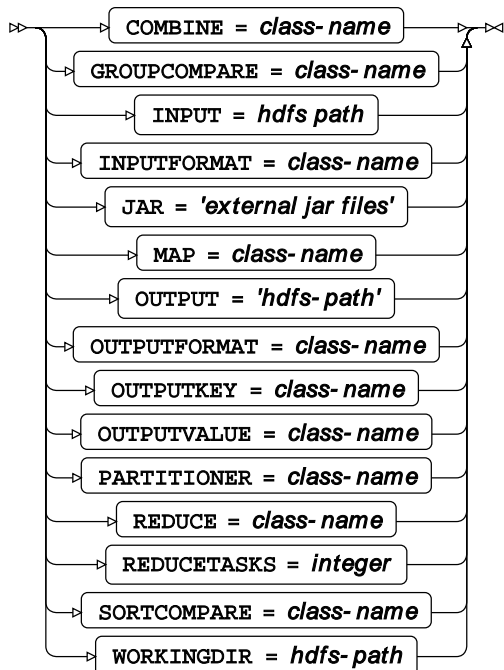 COMBINE = class-name
GROUPCOMPARE = class-name
INPUT = hdfs path
INPUTFORMAT = class-name
JAR = 'external jar files'
MAP = class-name
OUTPUT = 'hdfs-path'
OUTPUTFORMAT = class-name
OUTPUTKEY = class-name
OUTPUTVALUE = class-name
PARTITIONER = class-name
REDUCE = class-name
REDUCETASKS = integer
SORTCOMPARE = class-name
WORKINGDIR = hdfs-path